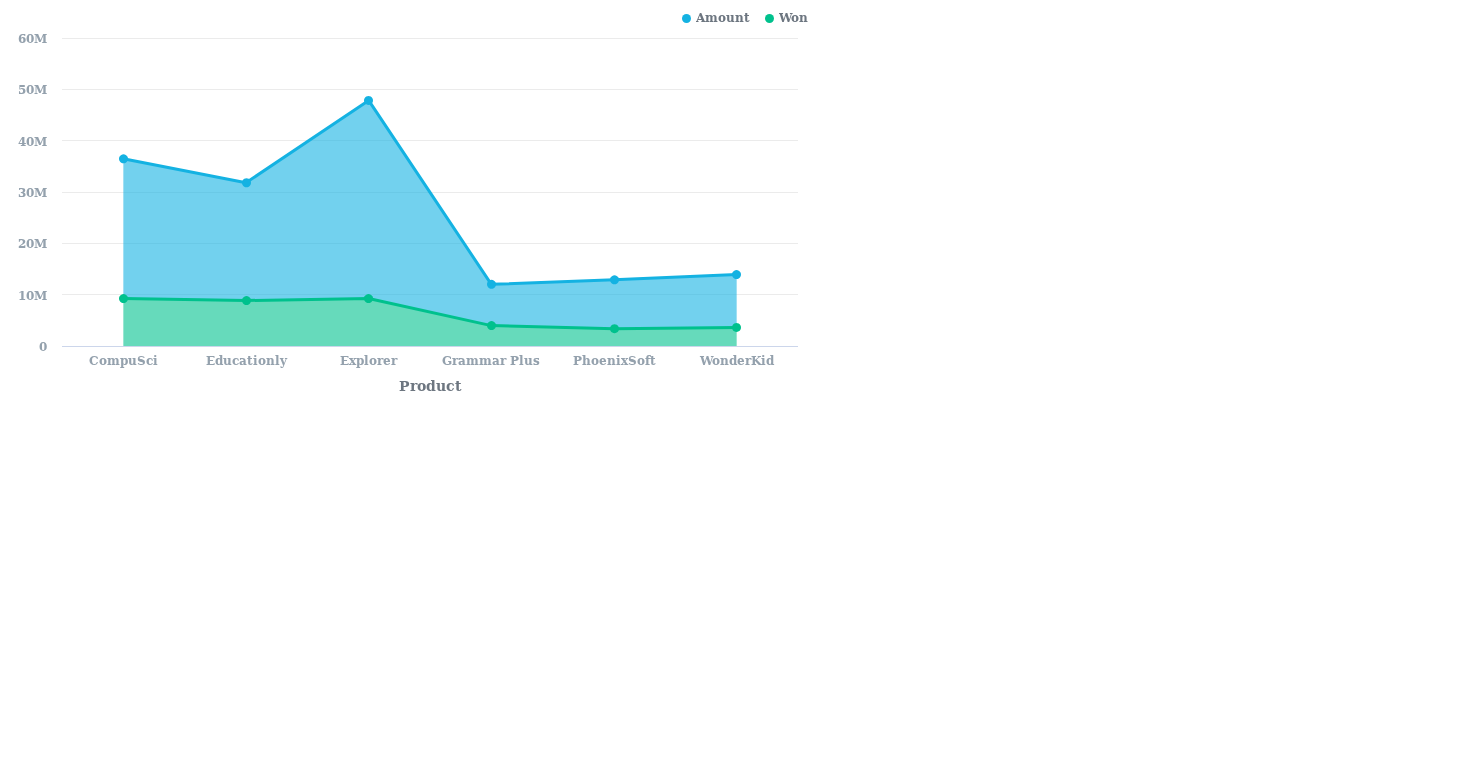 Amount Won
60M
50M
40M
30M
20M
10M
0
CompuSci Educationly Explorer Grammar Plus PhoenixSoft WonderKid
Product